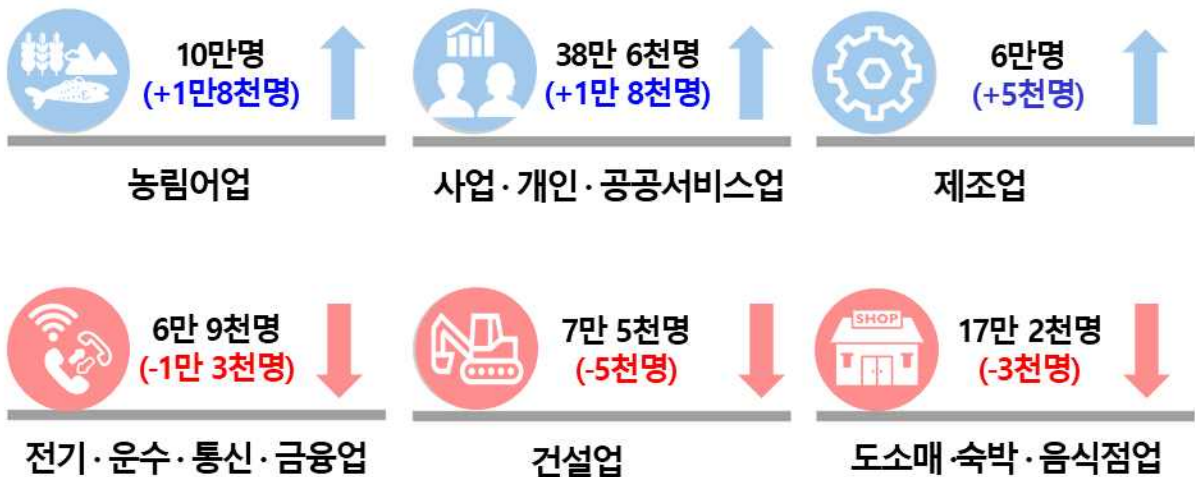 10만명
(+1만8천명)
농림어업
38만 6천명
(+1만 8천명)
사업 · 개인 · 공공서비스업
6만명
(+5천명)
제조업
6만 9천명
(-1만 3천명)
전기 · 운수 · 통신 · 금융업
7만 5천명
(-5천명)
건설업
SHOP
17만 2천명
(-3천명)
도소매 ·숙박 · 음식점업